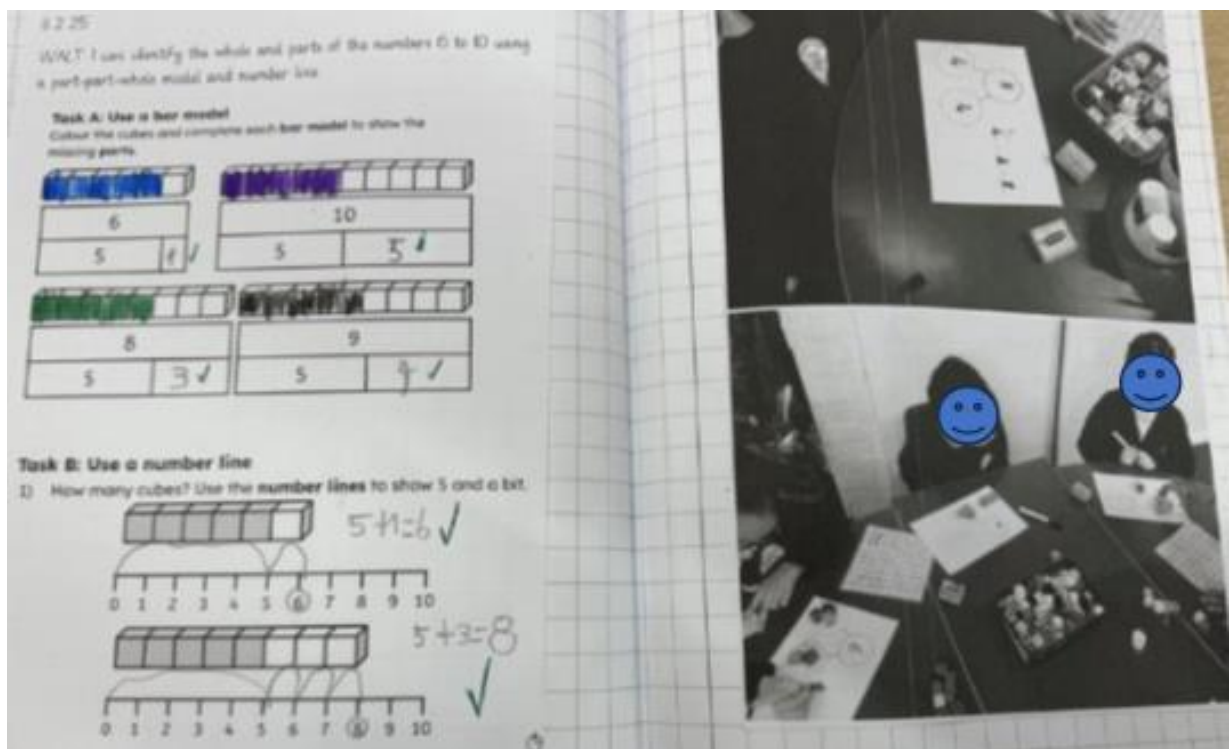 WALT I can identify the whole and parts of the numbers 6 to 10 using
a part-part-whole model and number line
Task A: Use a bar model
Colour the cubes and complete each bar model to show the
missing parts.
6
5 1
10
5 5
8
5 3
9
5 4
Task B: Use a number line
1) How many cubes? Use the number lines to show 5 and a bit.
5+1=6
0 1 2 3 4 5 6 7 8 9 10
5+3=8
0 1 2 3 4 5 6 7 8 9 10